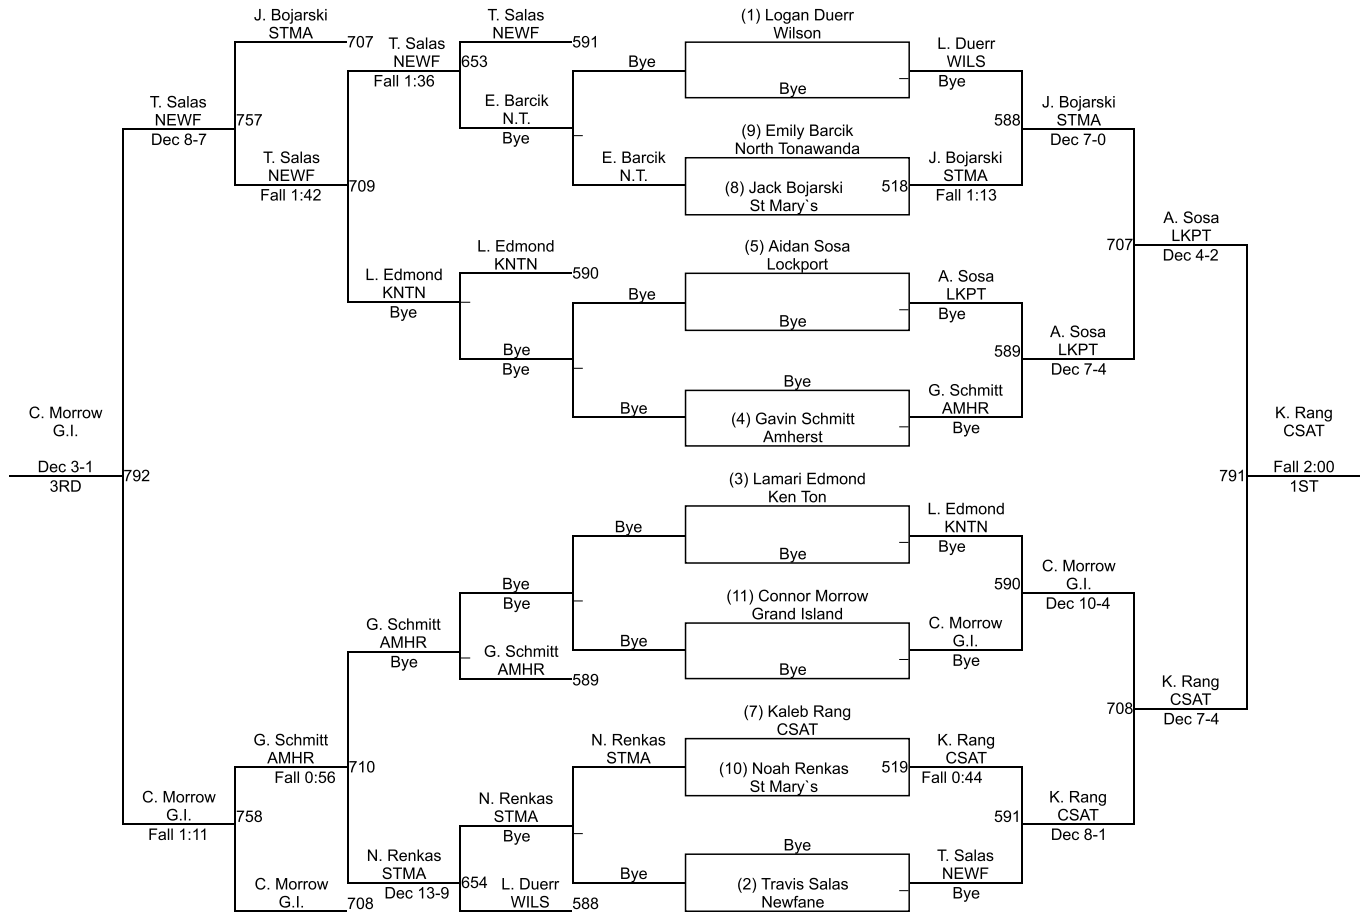 J. Bojarski
STMA
707
T. Salas
NEWF
Fall 1:36
653
T. Salas
NEWF
591
E. Barcik
N.T.
Bye
T. Salas
NEWF
Dec 8-7
757
T. Salas
NEWF
Fall 1:42
709
L. Edmond
KNTN
Bye
L. Edmond
KNTN
590
Bye
Bye
C. Morrow
G.I.
Dec 3-1
3RD
792
G. Schmitt
AMHR
Bye
Bye
Bye
G. Schmitt
AMHR
589
G. Schmitt
AMHR
Fall 0:56
710
C. Morrow
G.I.
Fall 1:11
758
C. Morrow
G.I.
708
N. Renkas
STMA
Dec 13-9
654
N. Renkas
STMA
Bye
L. Duerr
WILS
588
Bye
E. Barcik
N.T.
Bye
Bye
Bye
Bye
N. Renkas
STMA
Bye
(1) Logan Duerr
Wilson
Bye
(9) Emily Barcik
North Tonawanda
(8) Jack Bojarski
St Mary`s
518
(5) Aidan Sosa
Lockport
Bye
Bye
(4) Gavin Schmitt
Amherst
(3) Lamari Edmond
Ken Ton
Bye
(11) Connor Morrow
Grand Island
Bye
(7) Kaleb Rang
CSAT
(10) Noah Renkas
St Mary`s
519
Bye
(2) Travis Salas
Newfane
L. Duerr
WILS
Bye
588
J. Bojarski
STMA
Fall 1:13
A. Sosa
LKPT
Bye
589
G. Schmitt
AMHR
Bye
L. Edmond
KNTN
Bye
590
C. Morrow
G.I.
Bye
K. Rang
CSAT
Fall 0:44
591
T. Salas
NEWF
Bye
J. Bojarski
STMA
Dec 7-0
707
A. Sosa
LKPT
Dec 7-4
C. Morrow
G.I.
Dec 10-4
708
K. Rang
CSAT
Dec 8-1
A. Sosa
LKPT
Dec 4-2
791
K. Rang
CSAT
Dec 7-4
K. Rang
CSAT
Fall 2:00
1ST